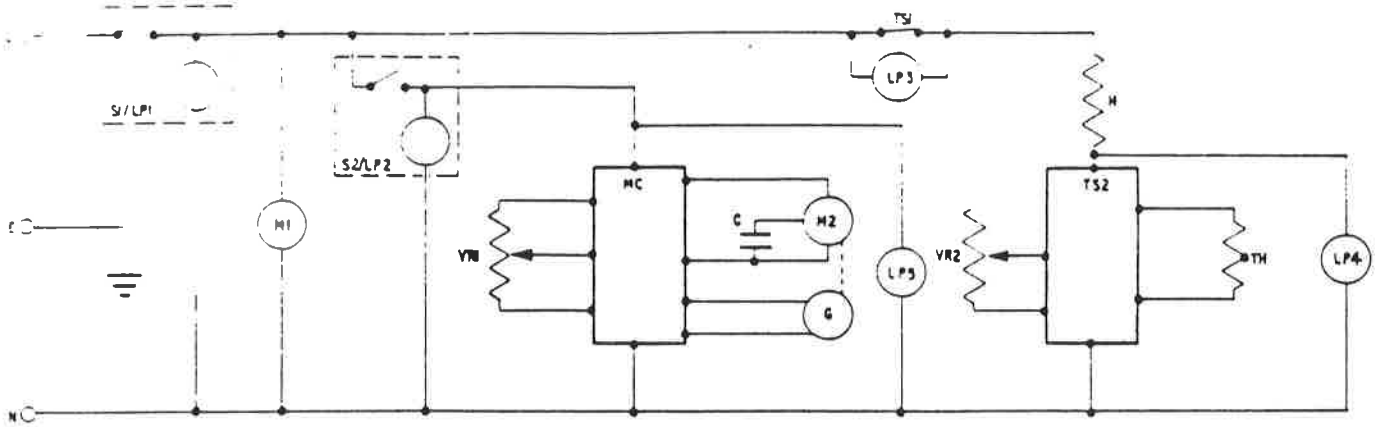 TS1
LP3
S1/LP1
H
S2/LP2
MC
TS2
C
M2
E
M1
VR1
VR2
TH
LP4
LP5
G
N